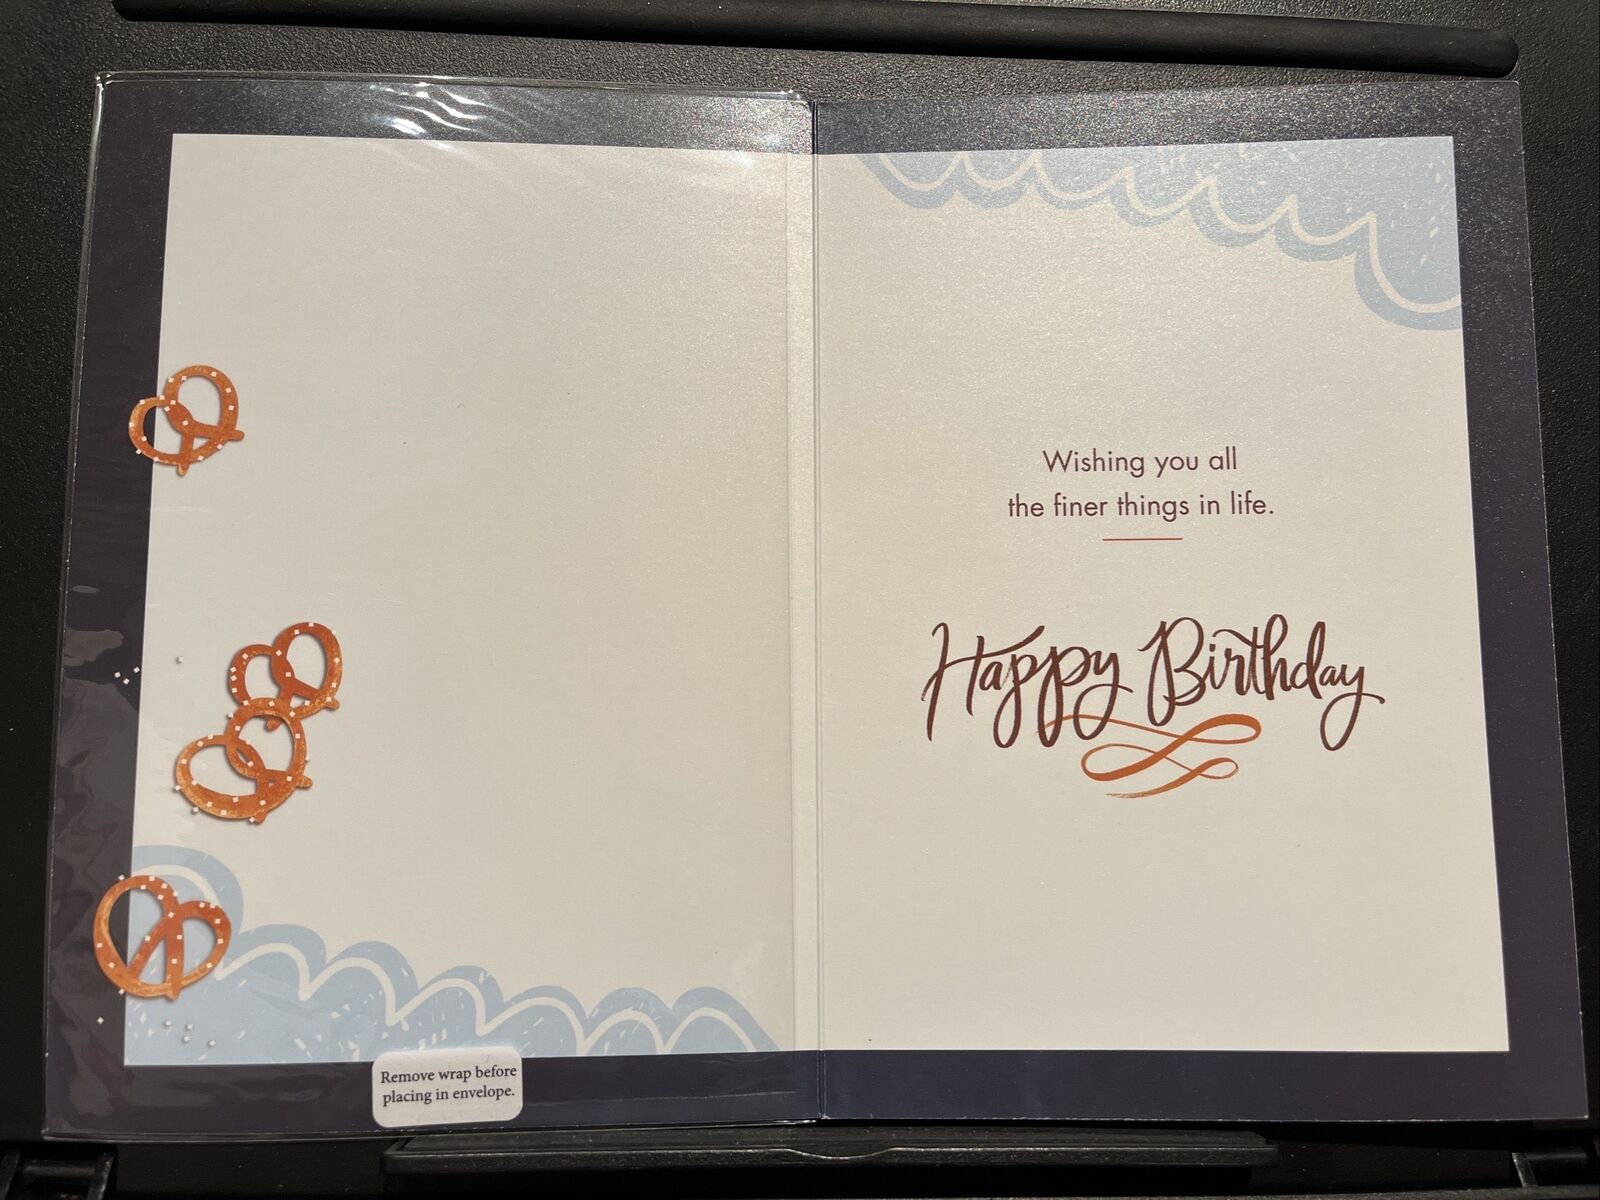 Remove wrap before
placing in envelope.
Wishing you all
the finer things in life.
Happy Birthday